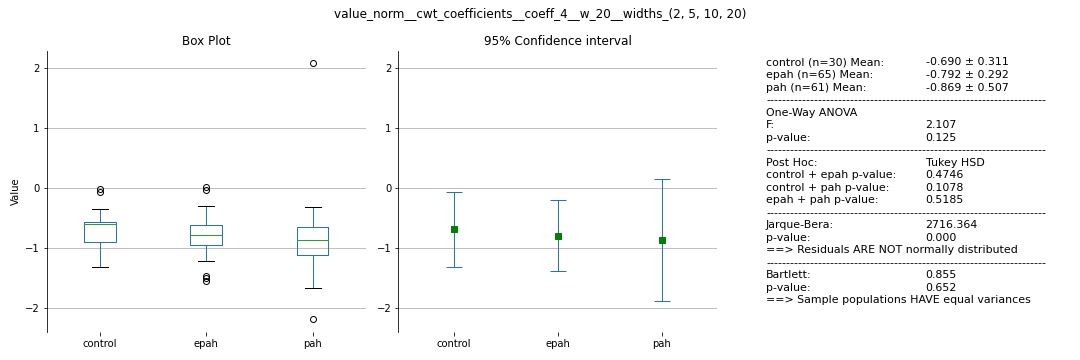 value_norm__cwt_coefficients__coeff_4__w_20__widths_(2, 5, 10, 20)
Box Plot
95% Confidence interval
Value
2
1
0
−1
−2
control
epah
pah
2
1
0
−1
−2
control
epah
pah
control (n=30) Mean: -0.690 ± 0.311
epah (n=65) Mean: -0.792 ± 0.292
pah (n=61) Mean: -0.869 ± 0.507
One-Way ANOVA
F: 2.107
p-value: 0.125
Post Hoc: Tukey HSD
control + epah p-value: 0.4746
control + pah p-value: 0.1078
epah + pah p-value: 0.5185
Jarque-Bera: 2716.364
p-value: 0.000
==> Residuals ARE NOT normally distributed
Bartlett: 0.855
p-value: 0.652
==> Sample populations HAVE equal variances